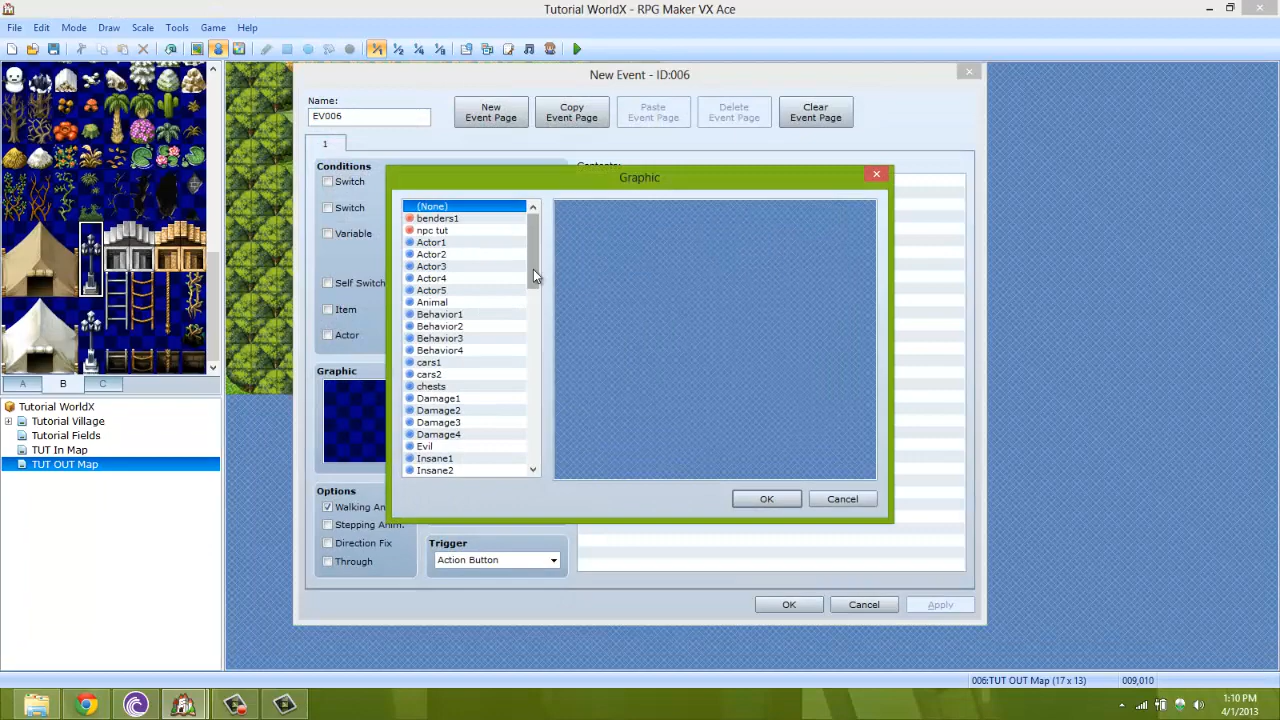 Tutorial WorldX - RPG Maker VX Ace
File Edit Mode Draw Scale Tools Game Help
New Event - ID:006
Name:
EV006
New Event Page
Copy Event Page
Paste Event Page
Delete Event Page
Clear Event Page
1
Conditions
Switch
Switch
Variable
Self Switch
Item
Actor
Graphic
Options
Walking An
Stepping Anim.
Direction Fix
Through
Trigger
Action Button
Contents:
OK Cancel Apply
Graphic
(None)
benders1
npc tut
Actor1
Actor2
Actor3
Actor4
Actor5
Animal
Behavior1
Behavior2
Behavior3
Behavior4
cars1
cars2
chests
Damage1
Damage2
Damage3
Damage4
Evil
Insane1
Insane2
OK Cancel
A B C
Tutorial WorldX
Tutorial Village
Tutorial Fields
TUT In Map
TUT OUT Map
006:TUT OUT Map (17 x 13) 009,010
1:10 PM
4/1/2013